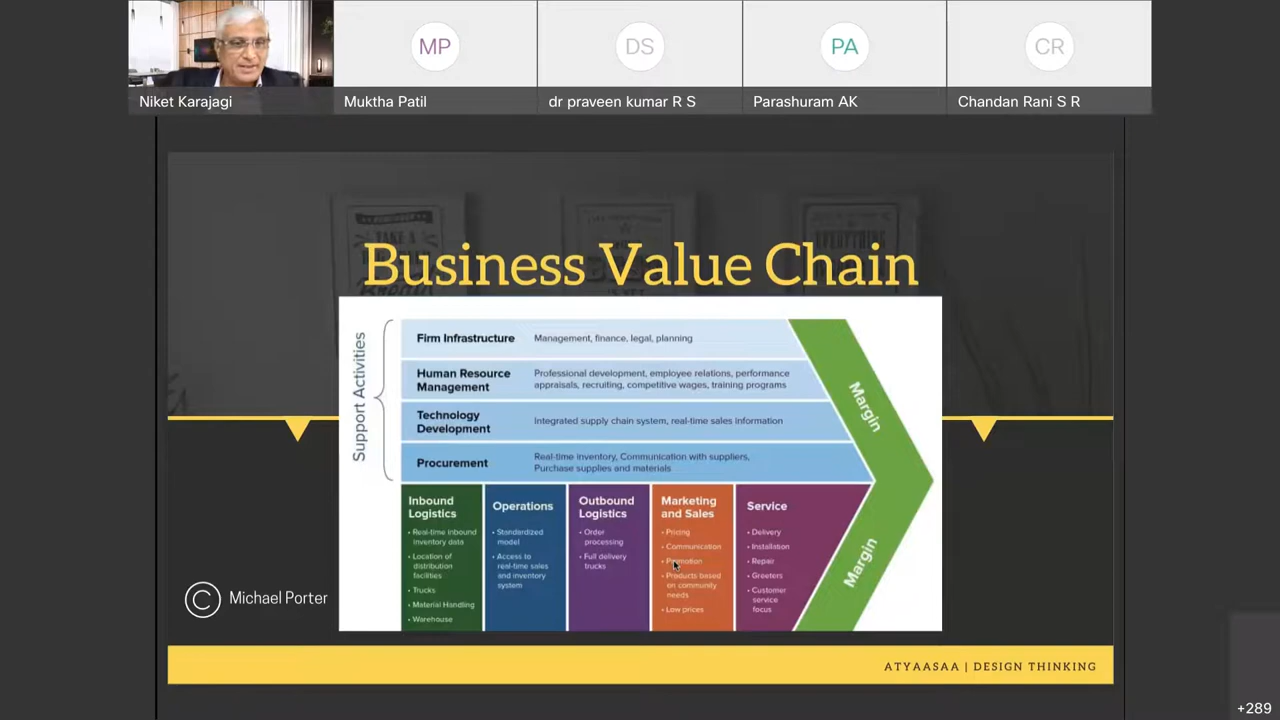 MP
DS
PA
CR
Niket Karajagi
Muktha Patil
dr praveen kumar R S
Parashuram AK
Chandan Rani S R
TAKE A
EVERYTHING
Business Value Chain
Support Activities
Firm Infrastructure
Management, finance, legal, planning
Human Resource
Management
Professional development, employee relations, performance
appraisals, recruiting, competitive wages, training programs
Technology
Development
Integrated supply chain system, real-time sales information
Procurement
Real-time inventory, Communication with suppliers,
Purchase supplies and materials
Margin
Margin
Inbound
Logistics
• Real-time inbound
inventory data
• Location of
distribution
facilities
• Trucks
• Material Handling
• Warehouse
Operations
• Standardized
model
• Access to
real-time sales
and inventory
system
Outbound
Logistics
• Order
processing
• Full delivery
trucks
Marketing
and Sales
• Pricing
• Communication
• Promotion
• Products based
on community
needs
• Low prices
Service
• Delivery
• Installation
• Repair
• Greeters
• Customer
service
focus
© Michael Porter
ATYAASAA | DESIGN THINKING
+289